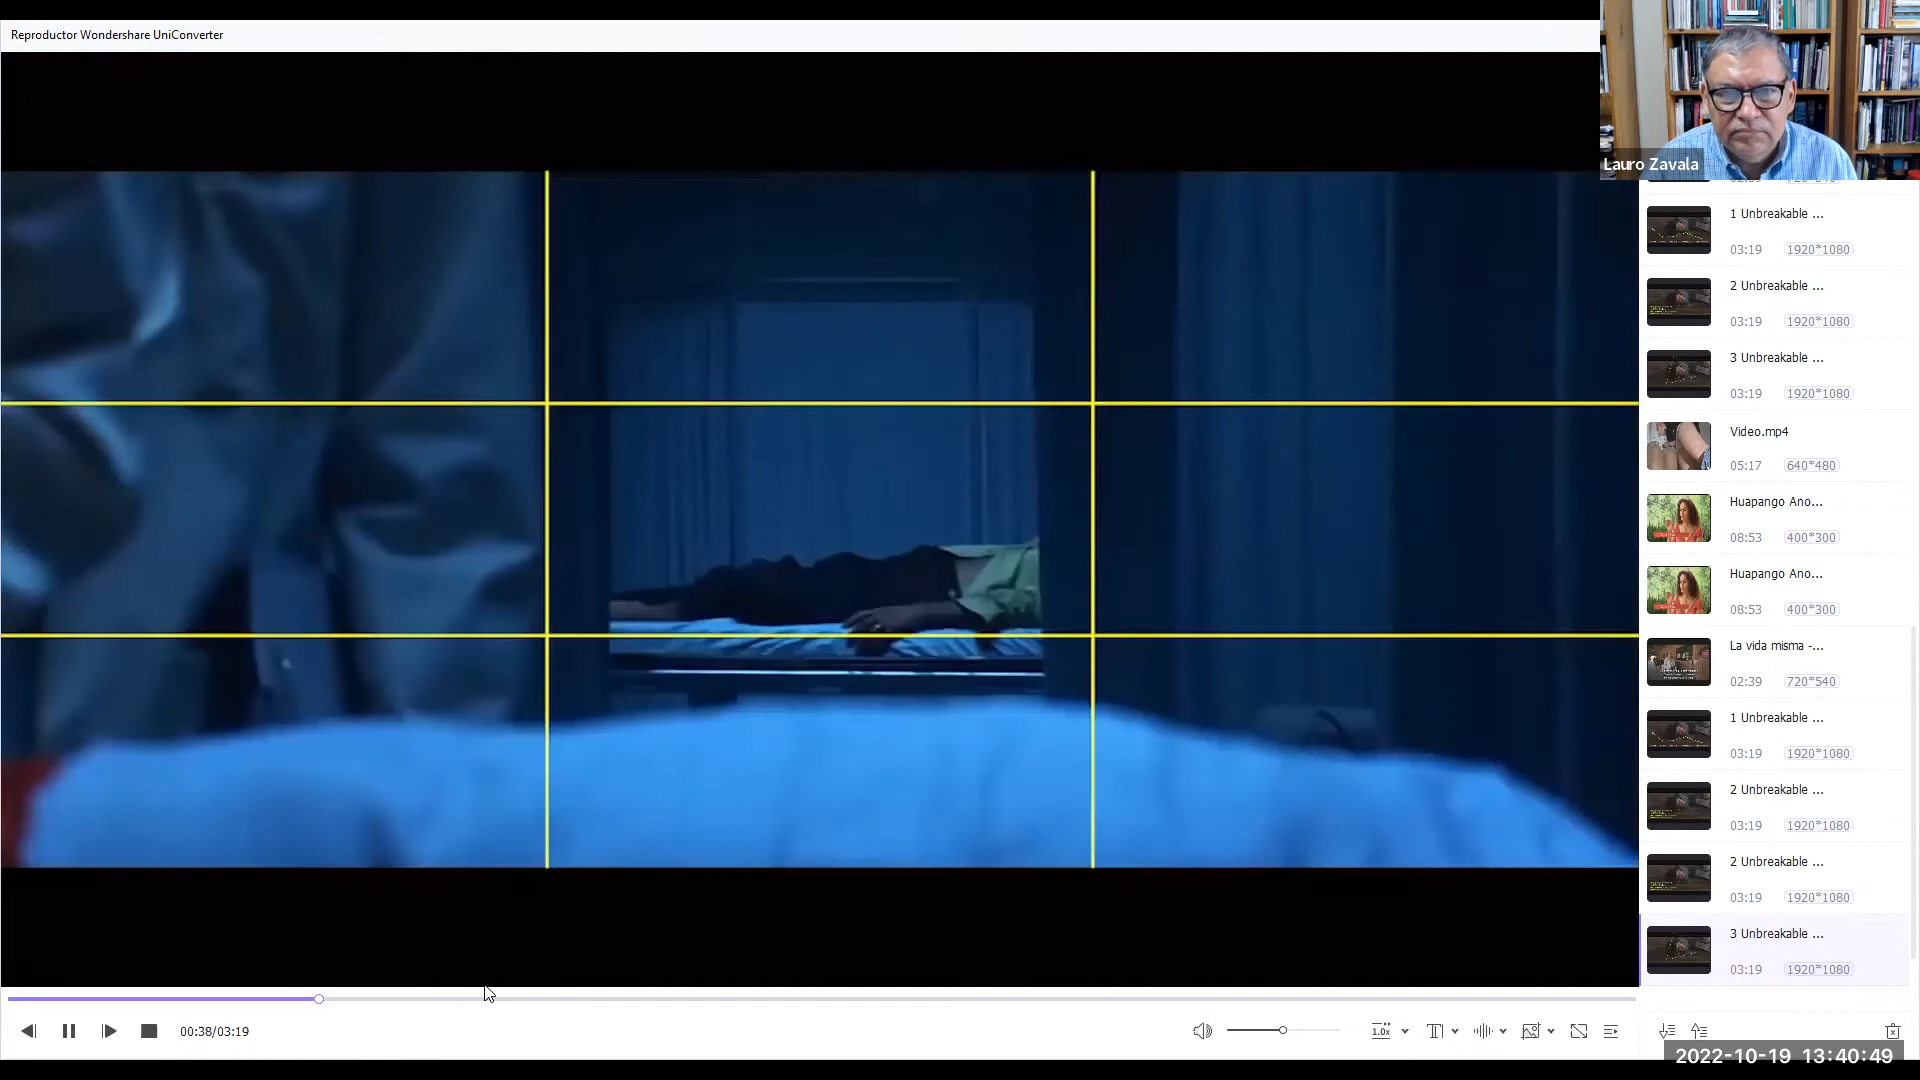 Reproductor Wondershare UniConverter
Lauro Zavala
1 Unbreakable ...
03:19 1920*1080
2 Unbreakable ...
03:19 1920*1080
3 Unbreakable ...
03:19 1920*1080
Video.mp4
05:17 640*480
Huapango Ano...
08:53 400*300
Huapango Ano...
08:53 400*300
La vida misma -...
02:39 720*540
1 Unbreakable ...
03:19 1920*1080
2 Unbreakable ...
03:19 1920*1080
2 Unbreakable ...
03:19 1920*1080
3 Unbreakable ...
03:19 1920*1080
00:38/03:19
1.0x
2022-10-19 13:40:49